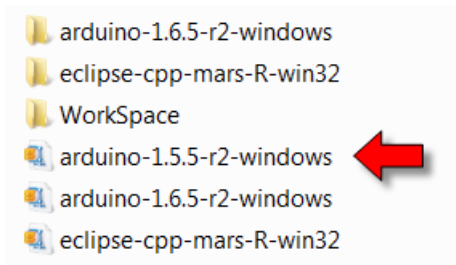 arduino-1.6.5-r2-windows
eclipse-cpp-mars-R-win32
WorkSpace
arduino-1.5.5-r2-windows
arduino-1.6.5-r2-windows
eclipse-cpp-mars-R-win32